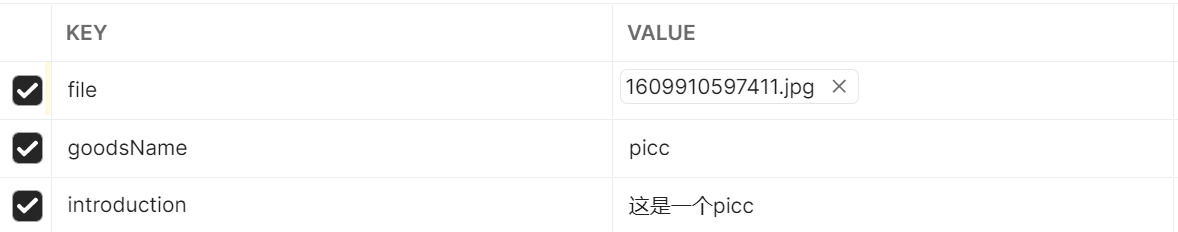 KEY VALUE
file 1609910597411.jpg
goodsName picc
introduction 这是一个picc